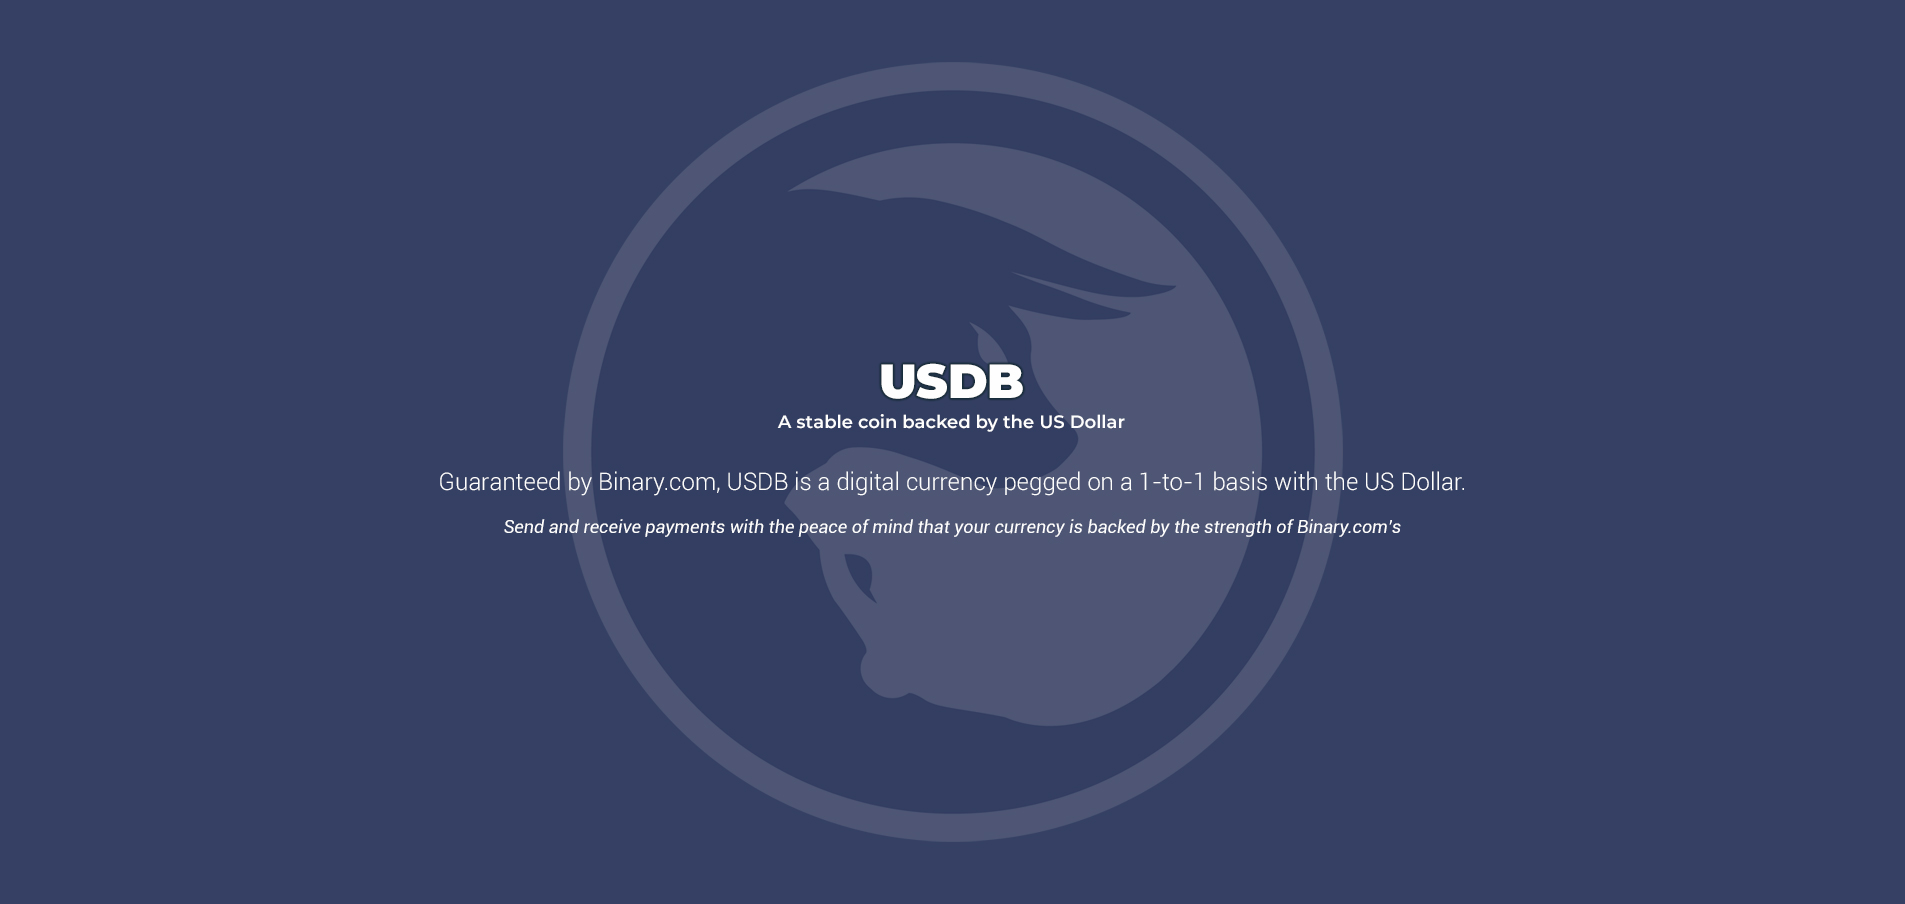 USDB
A stable coin backed by the US Dollar
Guaranteed by Binary.com, USDB is a digital currency pegged on a 1-to-1 basis with the US Dollar.
Send and receive payments with the peace of mind that your currency is backed by the strength of Binary.com's